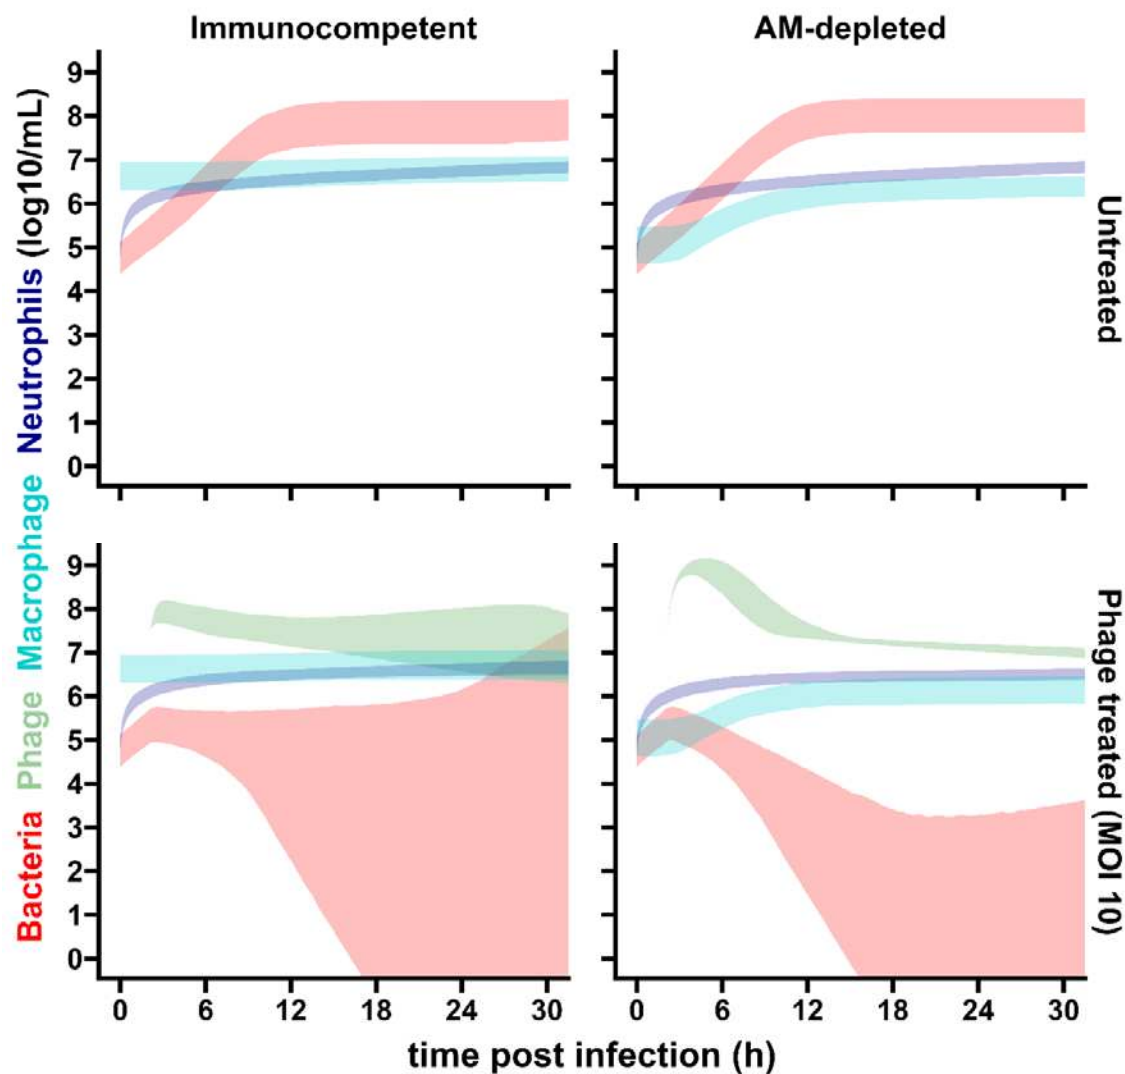 Immunocompetent
AM-depleted
Bacteria Phage Macrophage Neutrophils (log10/mL)
9
8
7
6
5
4
3
2
1
0
Untreated
9
8
7
6
5
4
3
2
1
0
Phage treated (MOI 10)
0 6 12 18 24 30
0 6 12 18 24 30
time post infection (h)